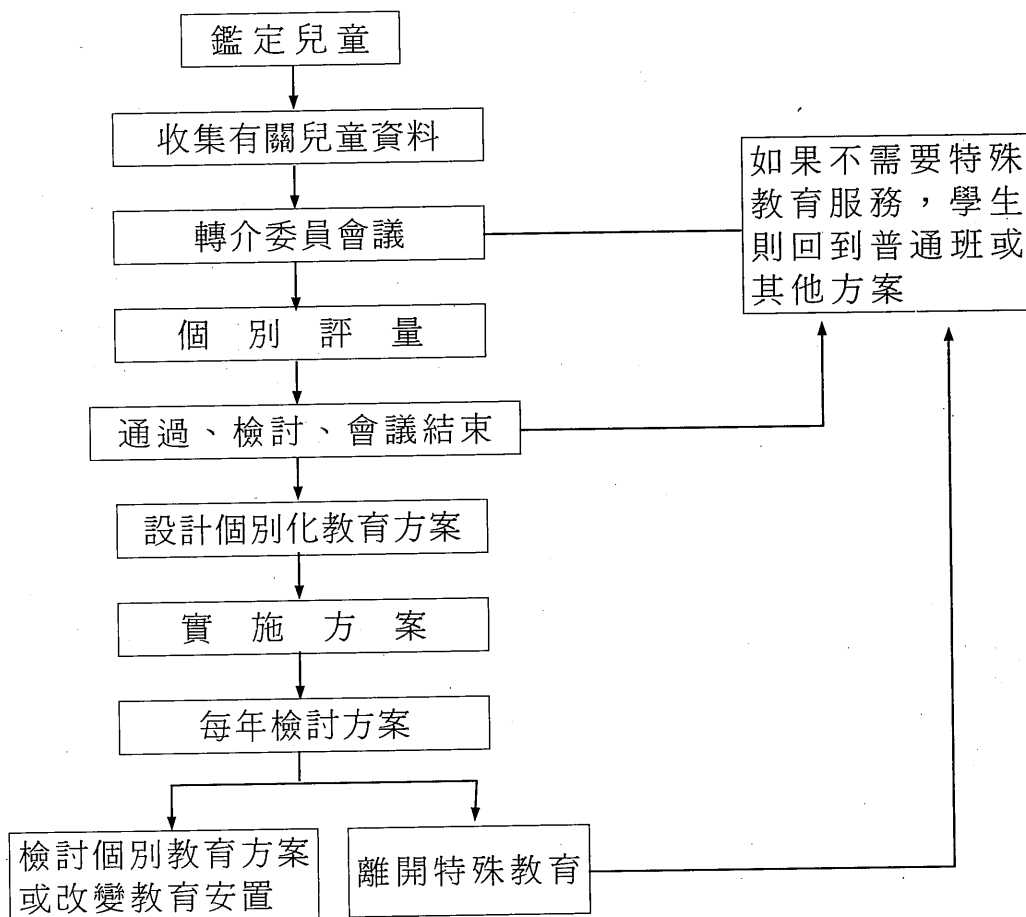 鑑定兒童
收集有關兒童資料
轉介委員會議
如果不需要特殊
教育服務，學生
則回到普通班或
其他方案
個別評量
通過、檢討、會議結束
設計個別化教育方案
實施方案
每年檢討方案
檢討個別教育方案
或改變教育安置
離開特殊教育